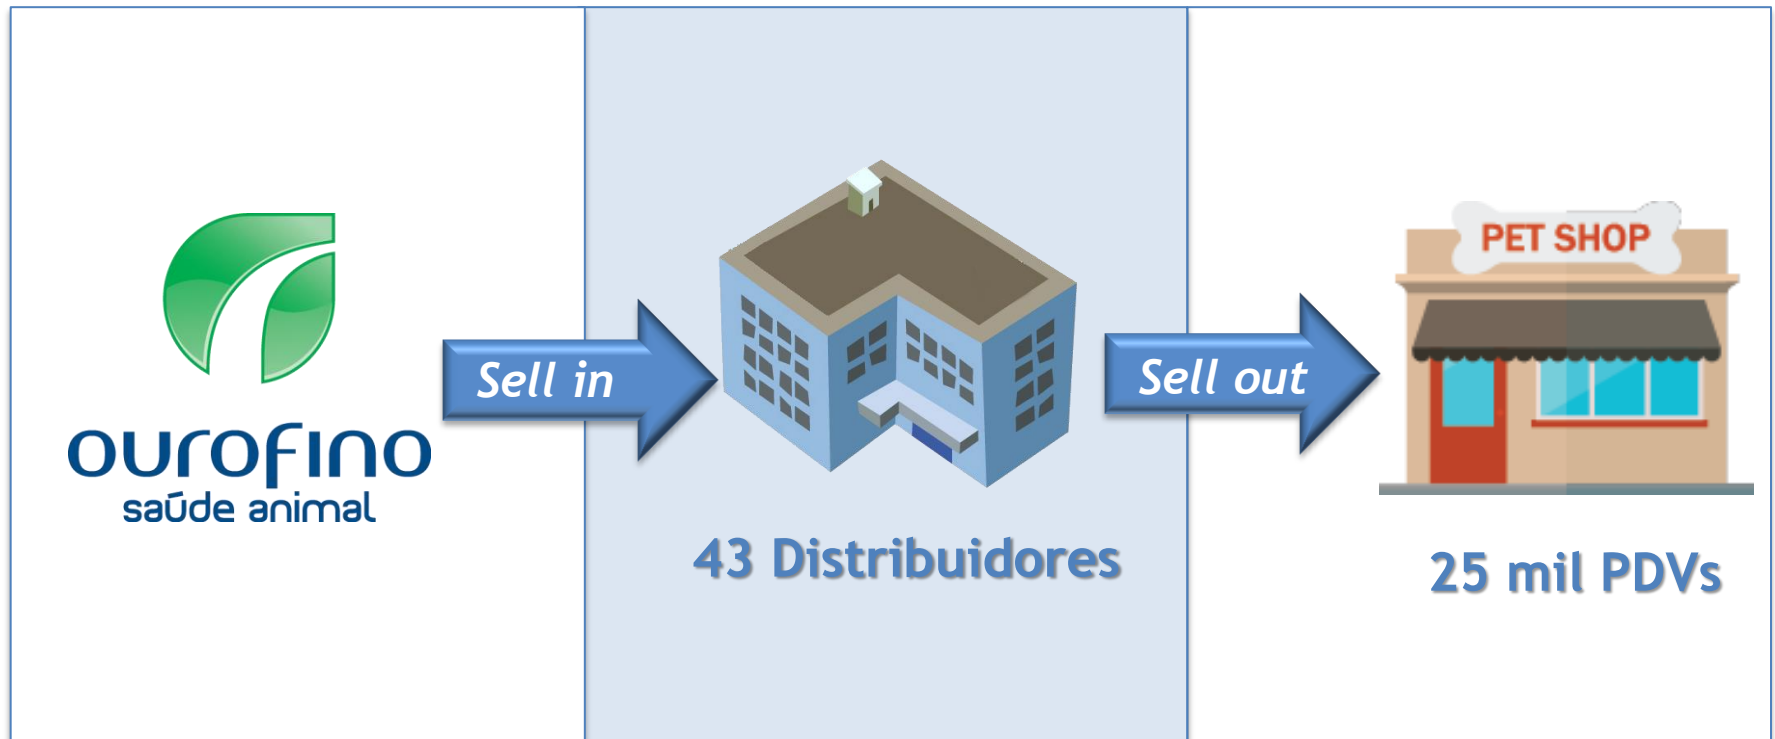 ourofino
saúde animal
Sell in
43 Distribuidores
Sell out
PET SHOP
25 mil PDVs